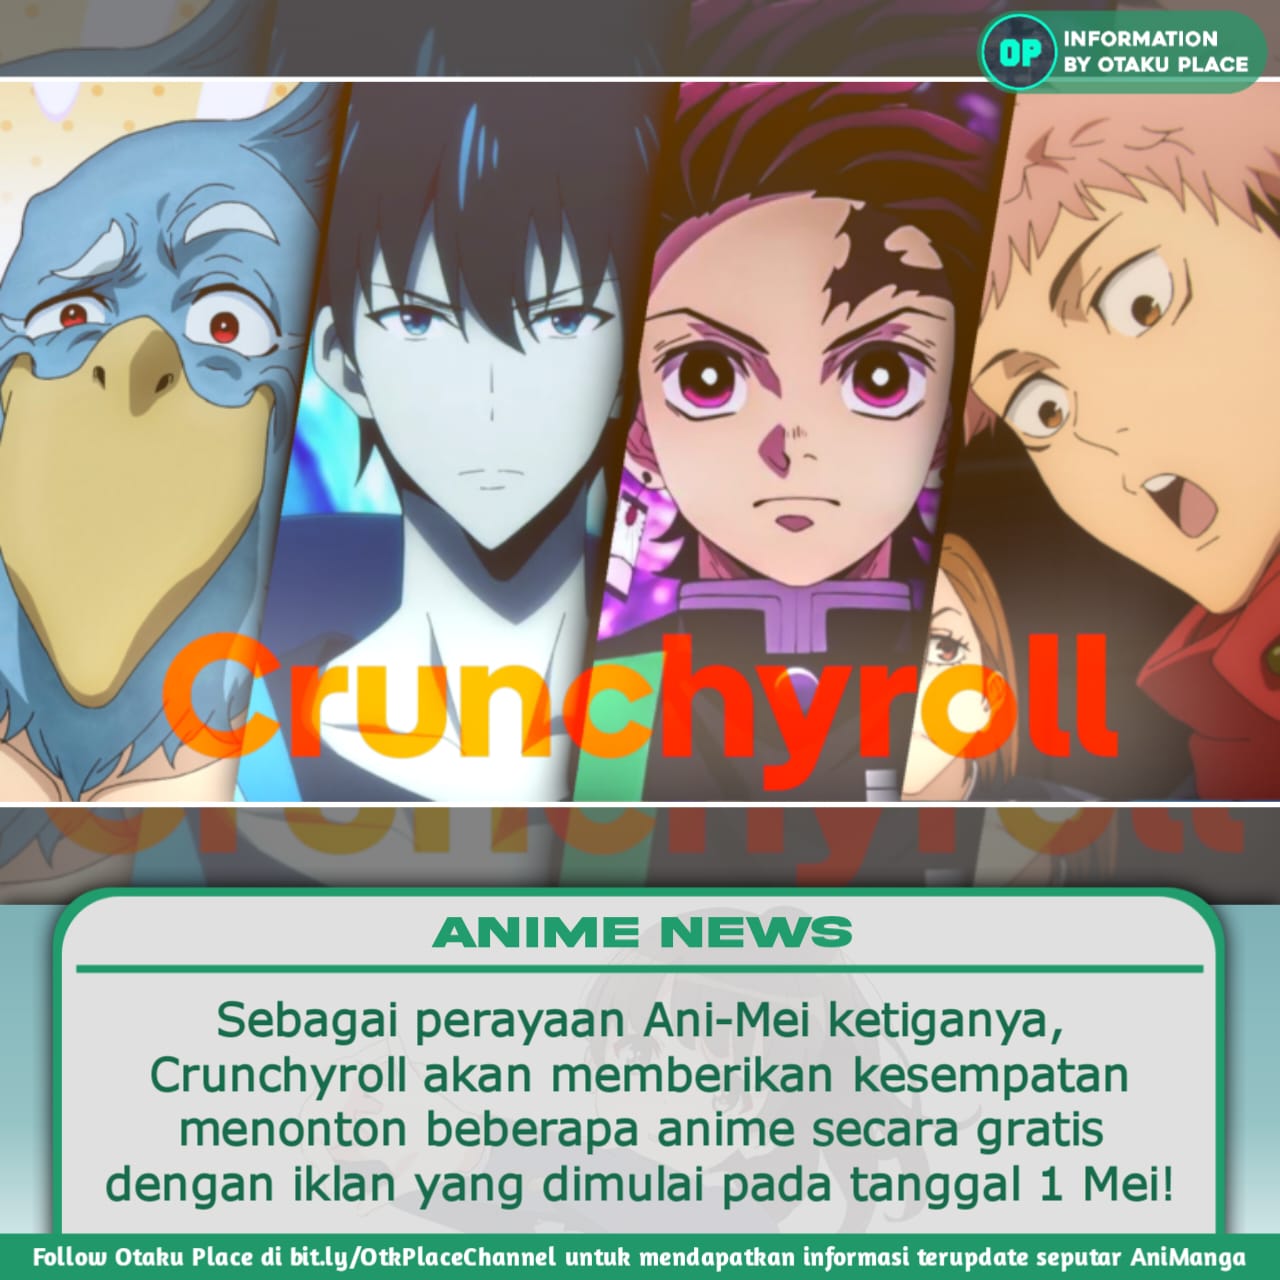 OP
INFORMATION
BY OTAKU PLACE
Crunchyroll
Crunchyroll
ANIME NEWS
Sebagai perayaan Ani-Mei ketiganya,
Crunchyroll akan memberikan kesempatan
menonton beberapa anime secara gratis
dengan iklan yang dimulai pada tanggal 1 Mei!
Follow Otaku Place di bit.ly/OtkPlaceChannel untuk mendapatkan informasi terupdate seputar AniManga